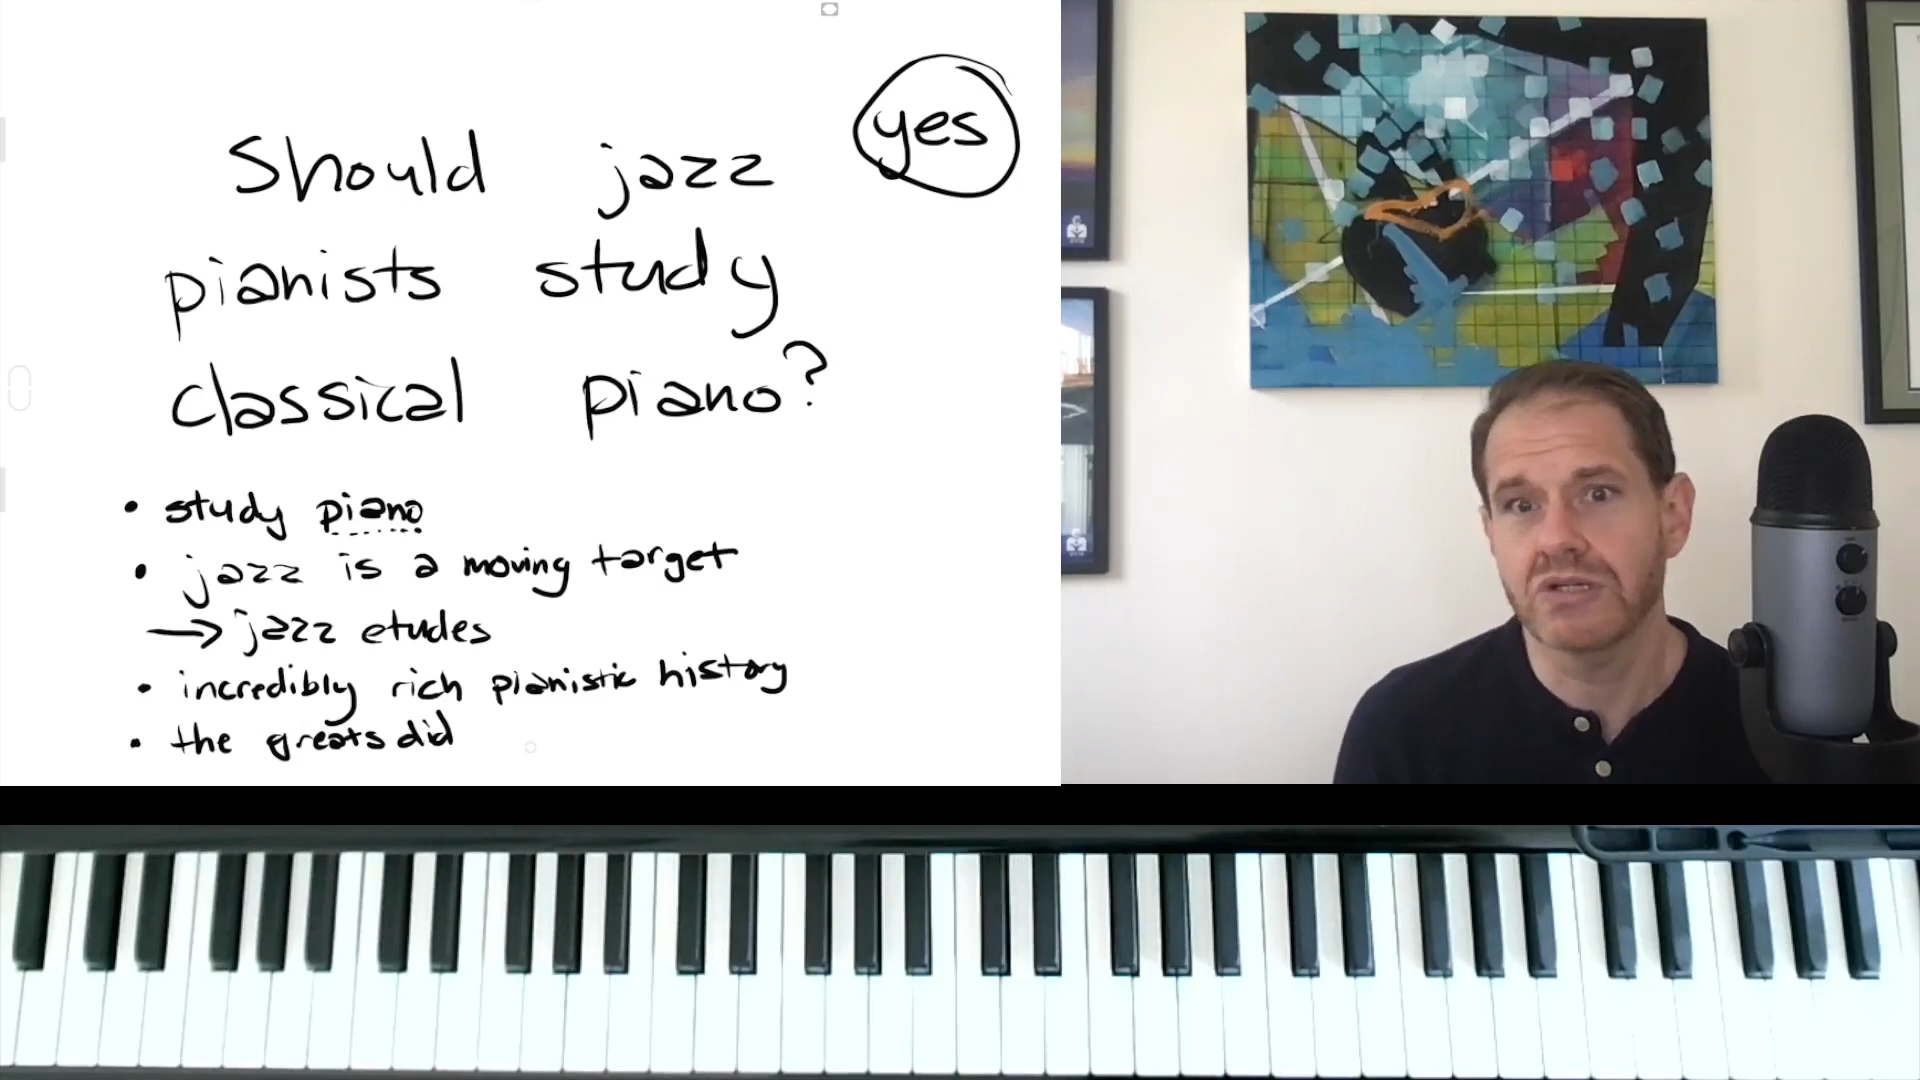 yes
Should jazz
pianists study
classical piano?
• study piano
• jazz is a moving target
→ jazz etudes
• incredibly rich pianistic history
• the greats did